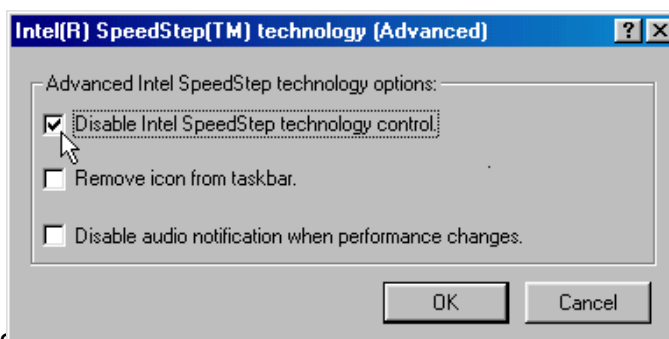 Intel(R) SpeedStep(TM) technology (Advanced)
Advanced Intel SpeedStep technology options:
Disable Intel SpeedStep technology control.
Remove icon from taskbar.
Disable audio notification when performance changes.
OK Cancel